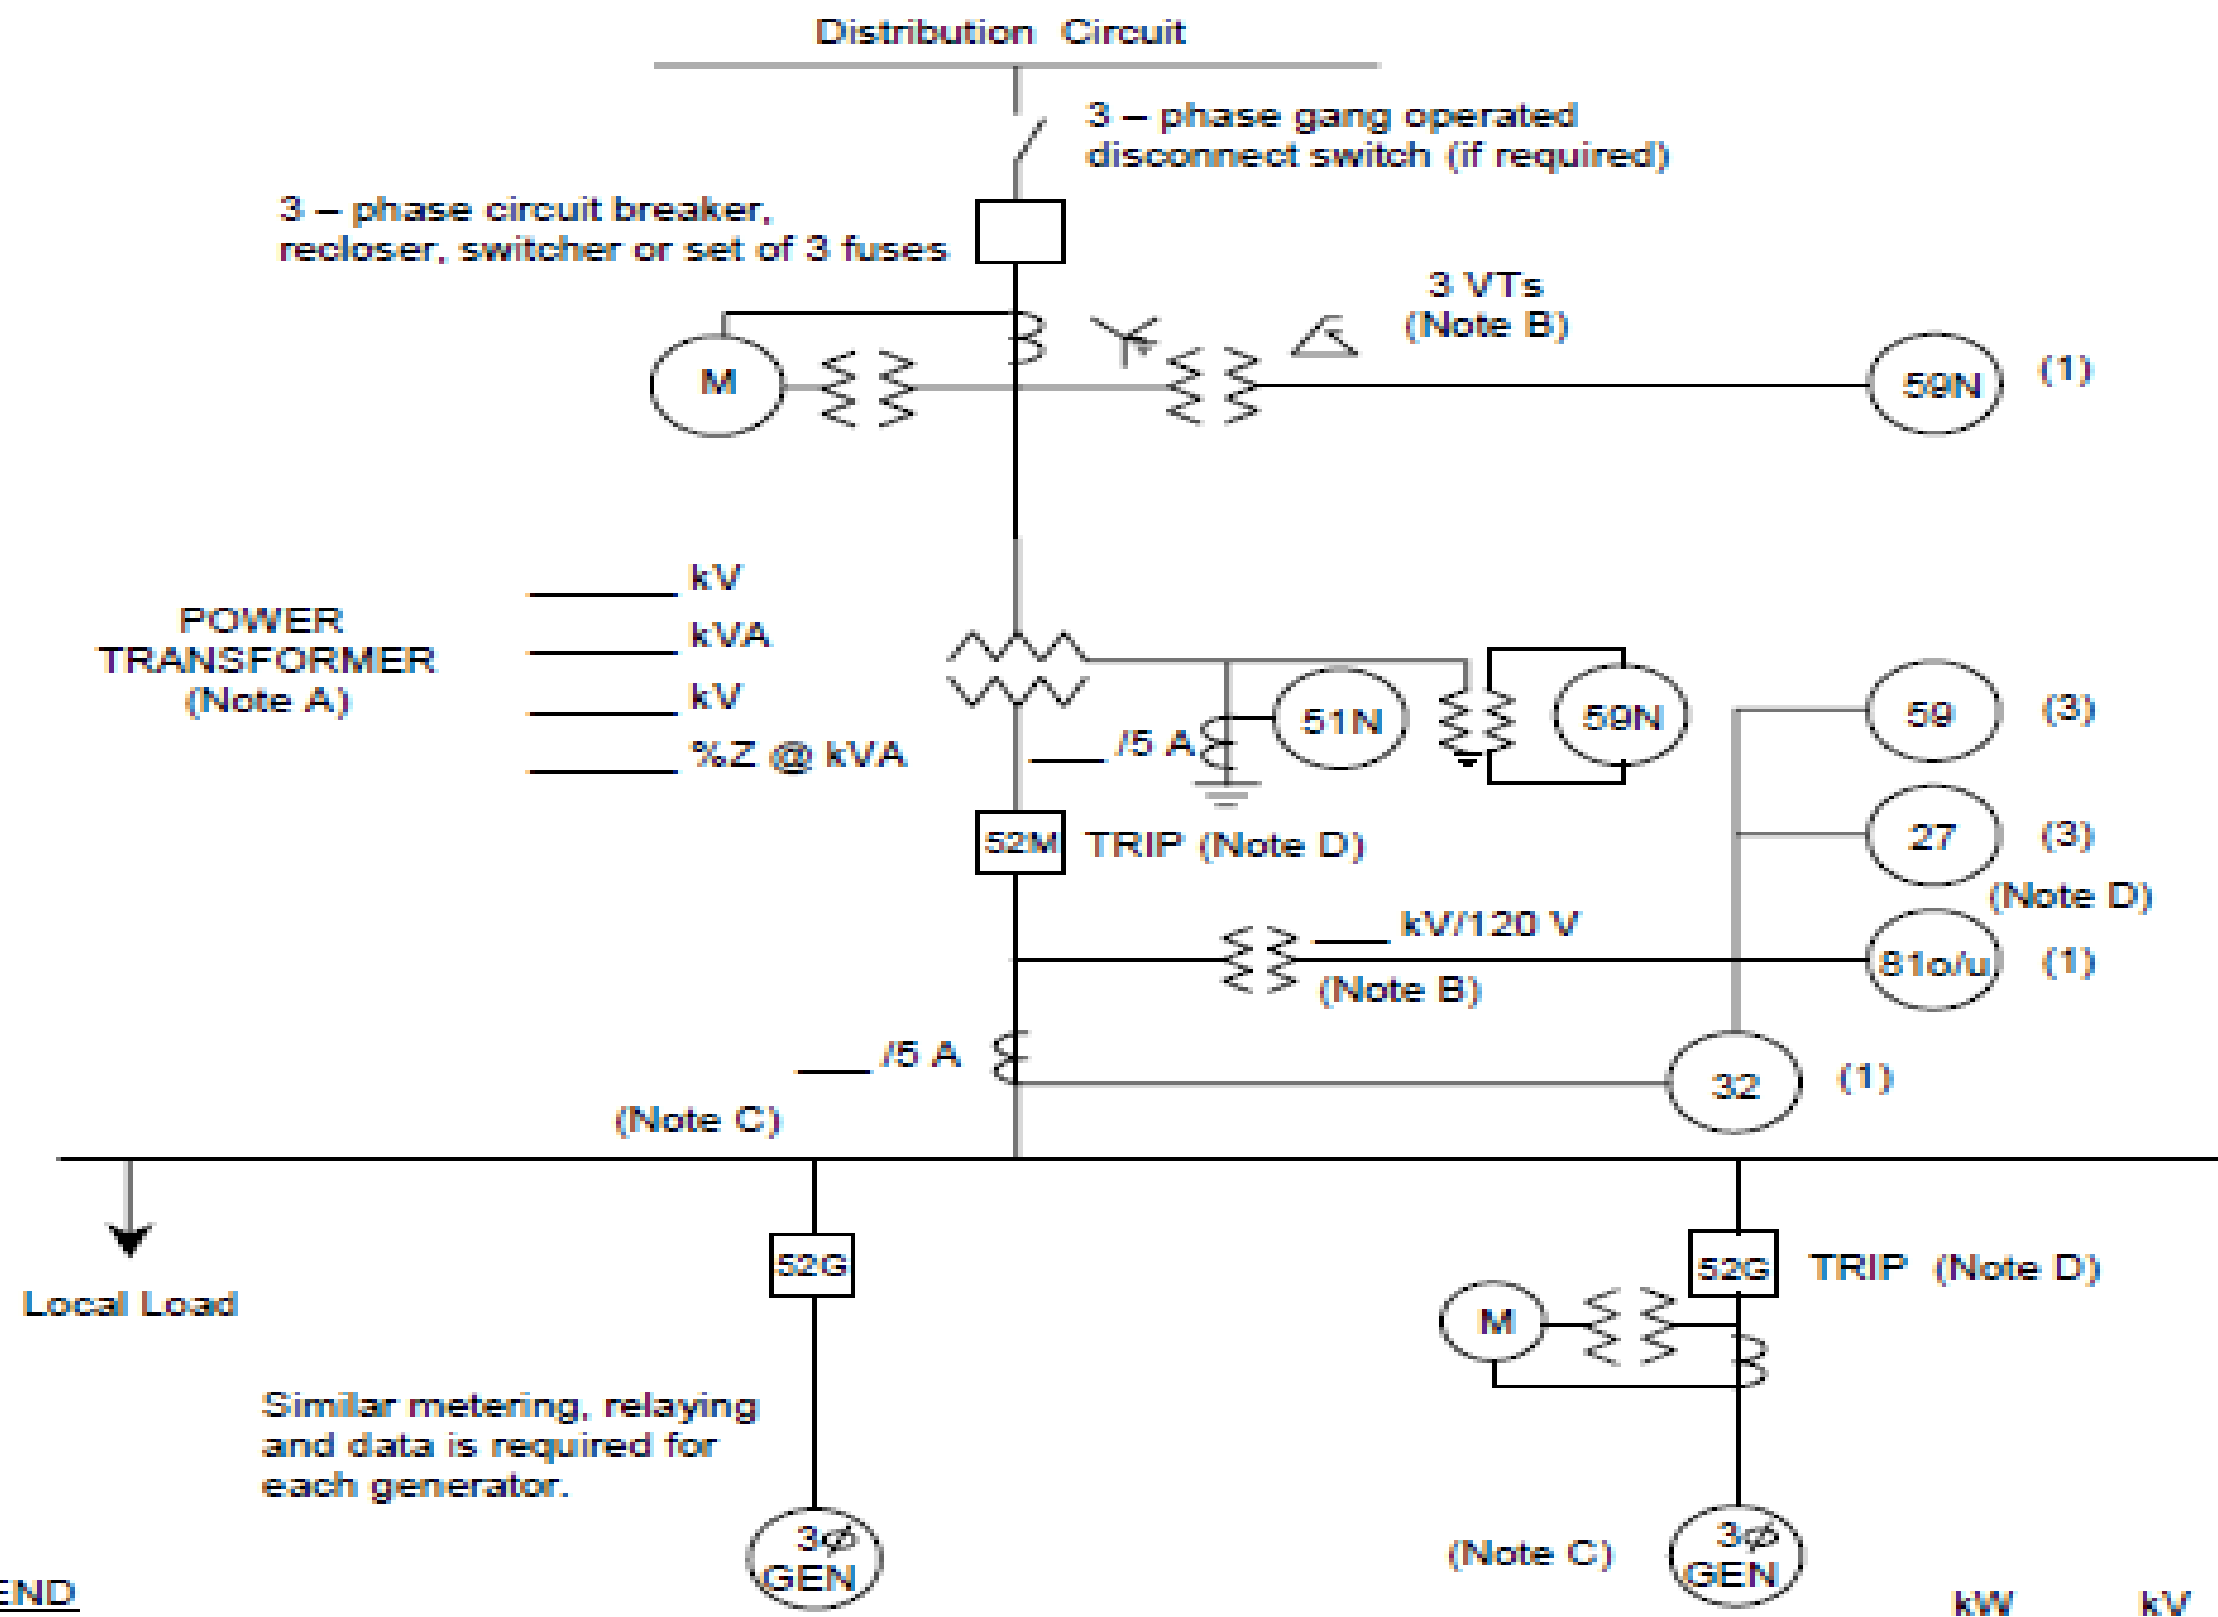 Distribution Circuit
3 – phase gang operated
disconnect switch (if required)
3 – phase circuit breaker,
recloser, switcher or set of 3 fuses
3 VTs
(Note B)
M
59N
(1)
POWER
TRANSFORMER
(Note A)
kV
kVA
kV
%Z @ kVA
/5 A
51N
59N
59
(3)
27
(3)
(Note D)
52M
TRIP (Note D)
kV/120 V
(Note B)
81o/u
(1)
/5 A
32
(1)
(Note C)
Local Load
52G
52G
TRIP (Note D)
M
Similar metering, relaying
and data is required for
each generator.
3Ø
GEN
(Note C)
3Ø
GEN
END
kW
kV